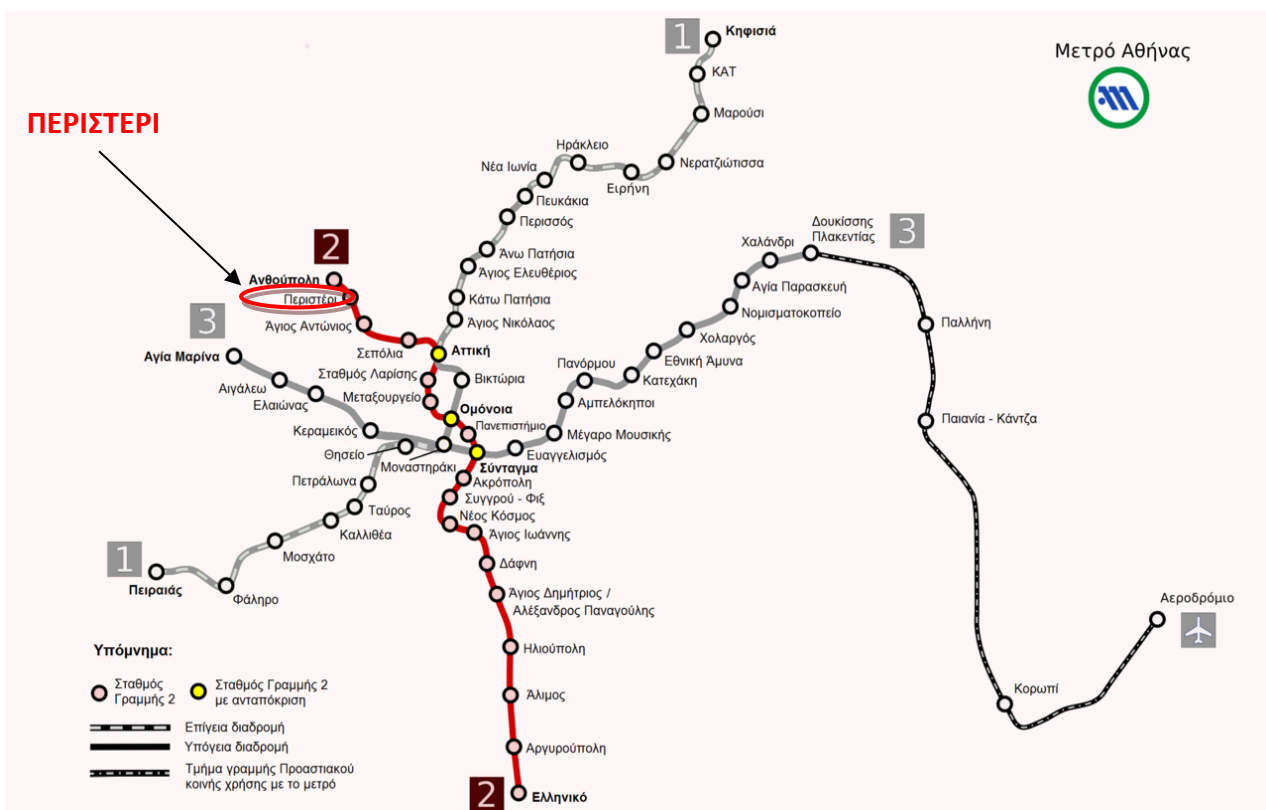 1
Κηφισιά
Μετρό Αθήνας
ΚΑΤ
Μαρούσι
ΠΕΡΙΣΤΕΡΙ
Ηράκλειο
Νερατζιώτισσα
Νέα Ιωνία
Ειρήνη
Πευκάκια
Περισσός
Δουκίσσης
Πλακεντίας
3
Χαλάνδρι
2
Άνω Πατήσια
Άγιος Ελευθέριος
Ανθούπολη
Αγία Παρασκευή
Περιστέρι
Κάτω Πατήσια
Νομισματοκοπείο
3
Άγιος Αντώνιος
Άγιος Νικόλαος
Παλλήνη
Χολαργός
Σεπόλια
Αττική
Αγία Μαρίνα
Πανόρμου
Εθνική Άμυνα
Σταθμός Λαρίσης
Βικτώρια
Κατεχάκη
Αιγάλεω
Μεταξουργείο
Ελαιώνας
Αμπελόκηποι
Ομόνοια
Πανεπιστήμιο
Παιανία - Κάντζα
Κεραμεικός
Μέγαρο Μουσικής
Θησείο
Ευαγγελισμός
Μοναστηράκι
Σύνταγμα
Ακρόπολη
Πετράλωνα
Συγγρού - Φιξ
Ταύρος
Νέος Κόσμος
Καλλιθέα
Άγιος Ιωάννης
1
Μοσχάτο
Δάφνη
Πειραιάς
Φάληρο
Άγιος Δημήτριος /
Αλέξανδρος Παναγούλης
Αεροδρόμιο
Υπόμνημα:
Ηλιούπολη
Σταθμός
Γραμμής 2
Σταθμός Γραμμής 2
με ανταπόκριση
Άλιμος
Κορωπί
Επίγεια διαδρομή
Υπόγεια διαδρομή
Αργυρούπολη
Τμήμα γραμμής Προαστιακού
κοινής χρήσης με το μετρό
2
Ελληνικό